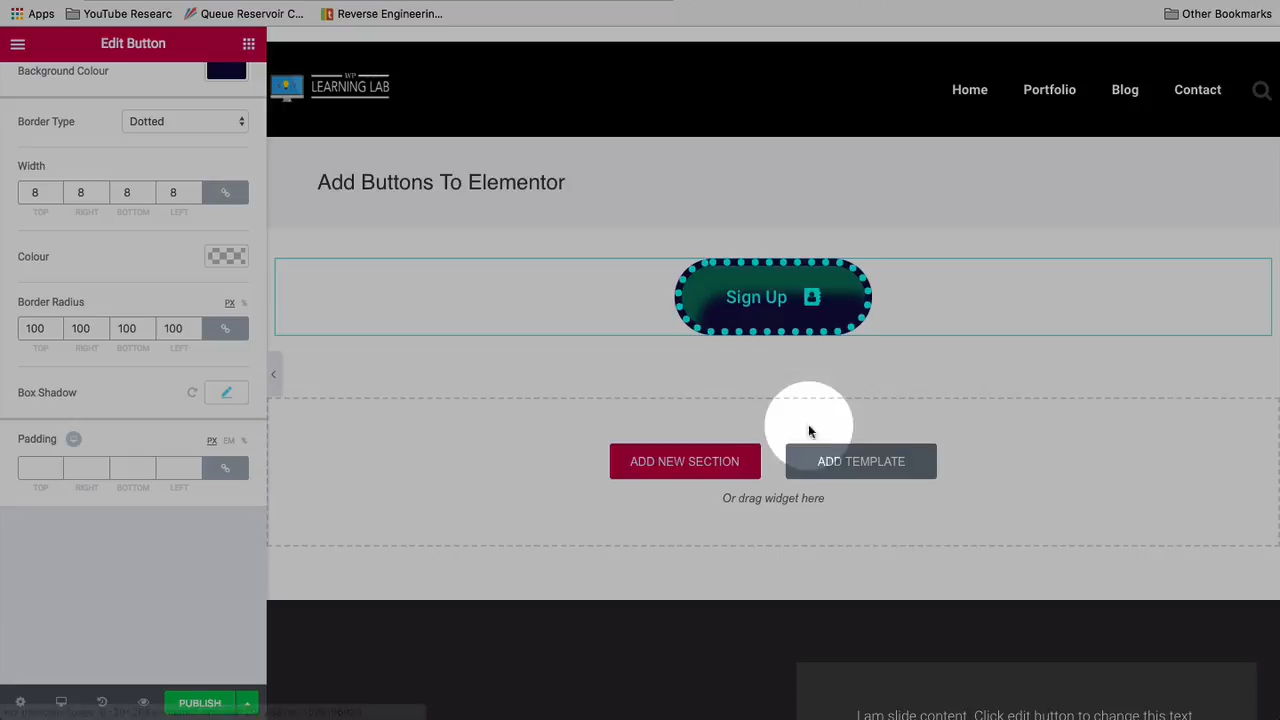 Apps
YouTube Researc
Queue Reservoir C...
Reverse Engineerin...
Other Bookmarks
Edit Button
Background Colour
Border Type
Dotted
Width
8 8 8 8
TOP RIGHT BOTTOM LEFT
Colour
Border Radius
PX %
100 100 100 100
TOP RIGHT BOTTOM LEFT
Box Shadow
Padding
PX EM %
TOP RIGHT BOTTOM LEFT
PUBLISH
WP
LEARNING LAB
Home Portfolio Blog Contact
Add Buttons To Elementor
Sign Up
ADD NEW SECTION
ADD TEMPLATE
Or drag widget here
I am slide content. Click edit button to change this text